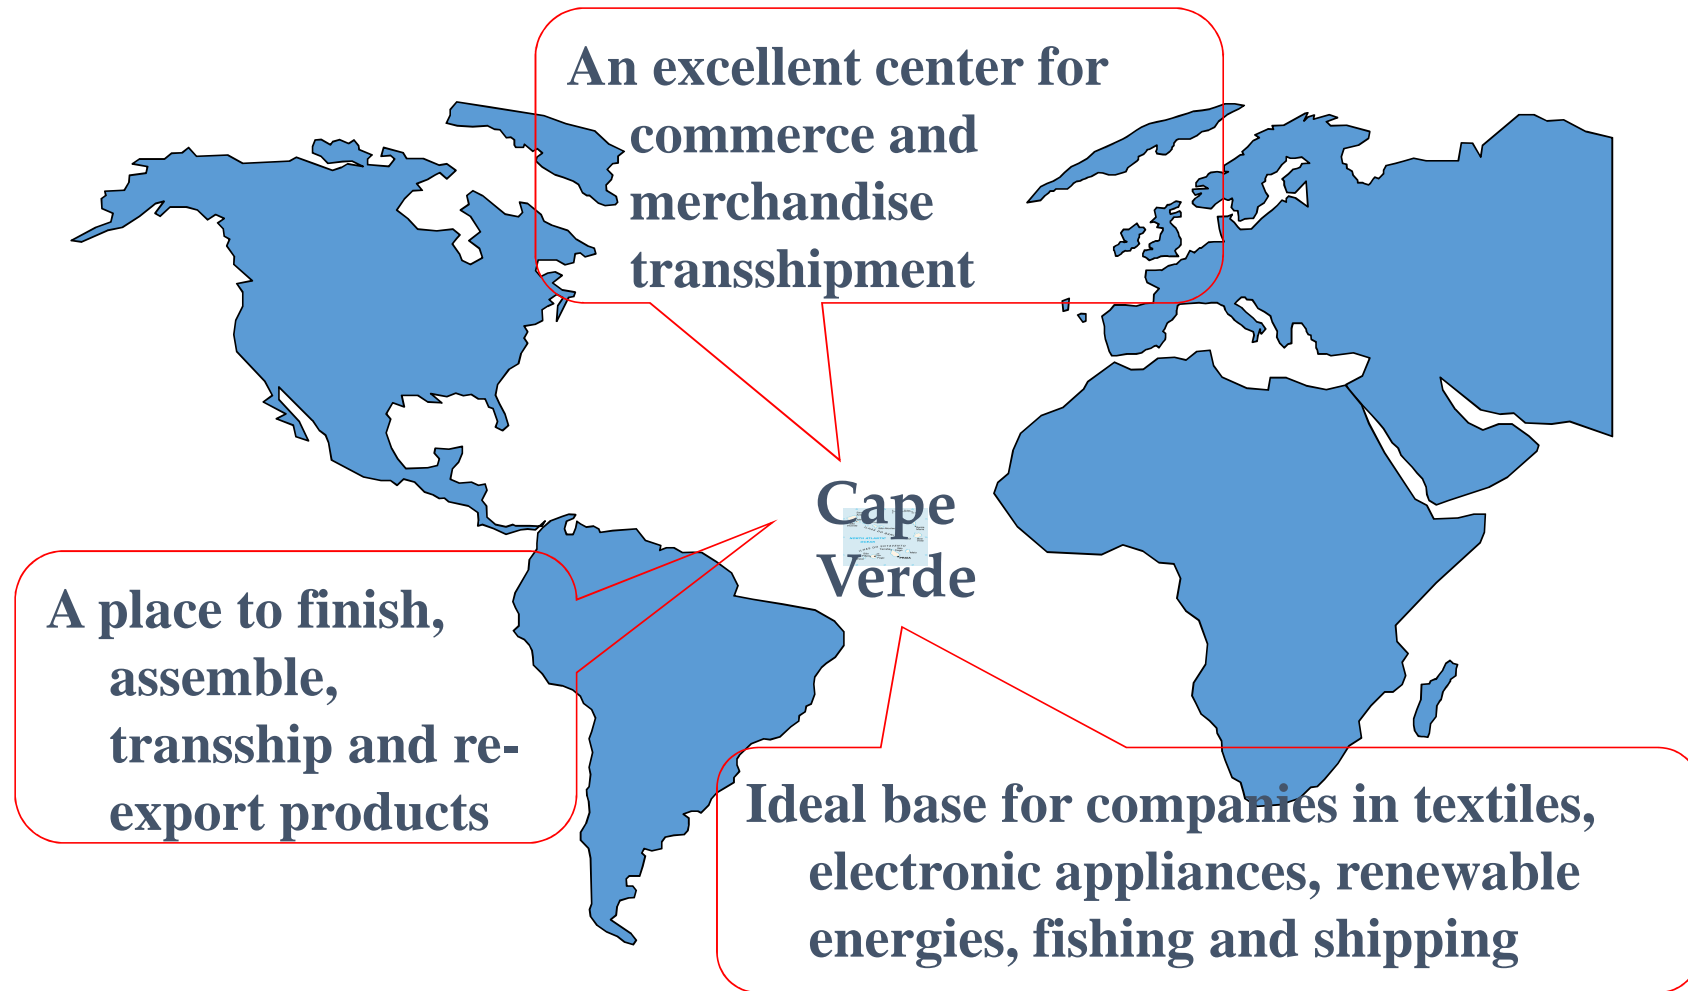 An excellent center for
commerce and
merchandise
transshipment
Cape
Verde
A place to finish,
assemble,
transship and re-
export products
Ideal base for companies in textiles,
electronic appliances, renewable
energies, fishing and shipping